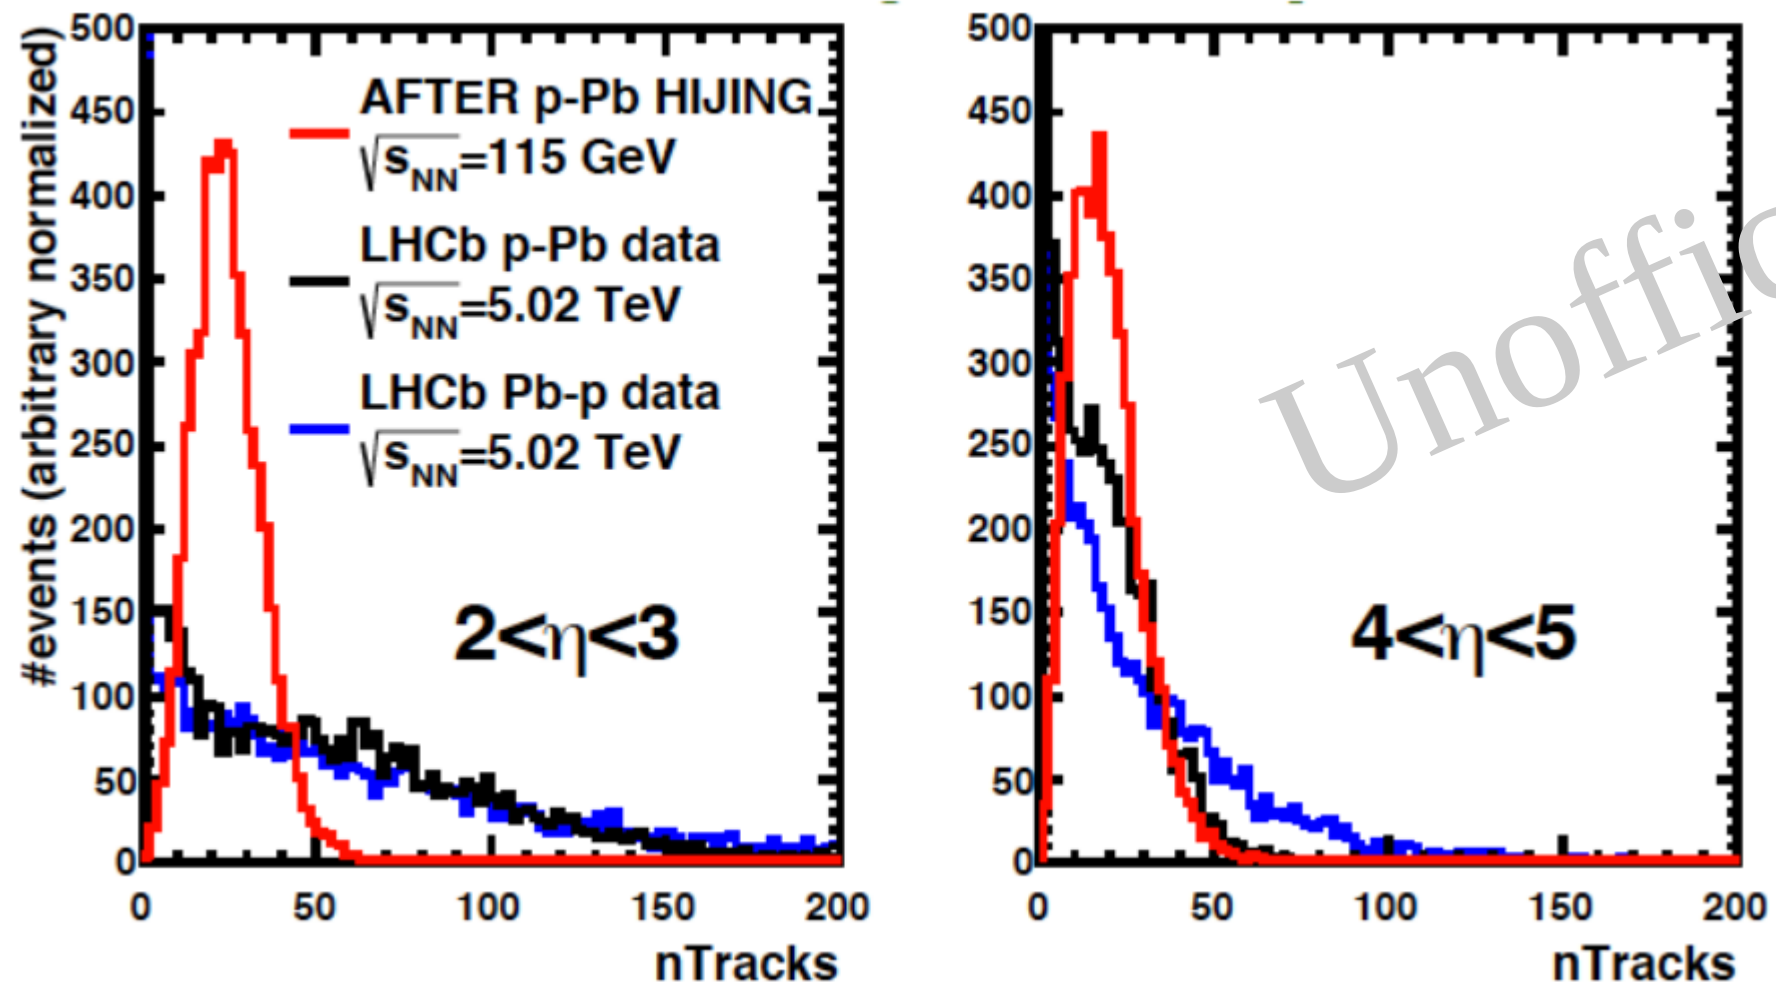 #events (arbitrary normalized)
500
450
400
350
300
250
200
150
100
50
0
AFTER p-Pb HIJING
√sNN=115 GeV
LHCb p-Pb data
√sNN=5.02 TeV
LHCb Pb-p data
√sNN=5.02 TeV
2<η<3
0 50 100 150 200
nTracks
500
450
400
350
300
250
200
150
100
50
0
Unoffic
4<η<5
0 50 100 150 200
nTracks